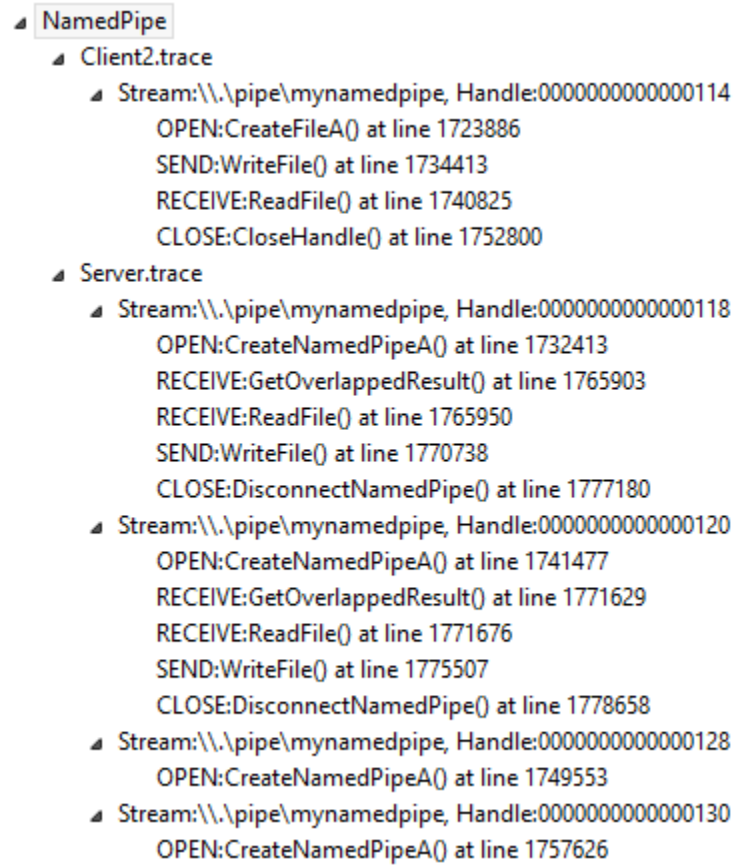 NamedPipe
Client2.trace
Stream:\\.\pipe\mynamedpipe, Handle:0000000000000114
OPEN:CreateFileA() at line 1723886
SEND:WriteFile() at line 1734413
RECEIVE:ReadFile() at line 1740825
CLOSE:CloseHandle() at line 1752800
Server.trace
Stream:\\.\pipe\mynamedpipe, Handle:0000000000000118
OPEN:CreateNamedPipeA() at line 1732413
RECEIVE:GetOverlappedResult() at line 1765903
RECEIVE:ReadFile() at line 1765950
SEND:WriteFile() at line 1770738
CLOSE:DisconnectNamedPipe() at line 1777180
Stream:\\.\pipe\mynamedpipe, Handle:0000000000000120
OPEN:CreateNamedPipeA() at line 1741477
RECEIVE:GetOverlappedResult() at line 1771629
RECEIVE:ReadFile() at line 1771676
SEND:WriteFile() at line 1775507
CLOSE:DisconnectNamedPipe() at line 1778658
Stream:\\.\pipe\mynamedpipe, Handle:0000000000000128
OPEN:CreateNamedPipeA() at line 1749553
Stream:\\.\pipe\mynamedpipe, Handle:0000000000000130
OPEN:CreateNamedPipeA() at line 1757626